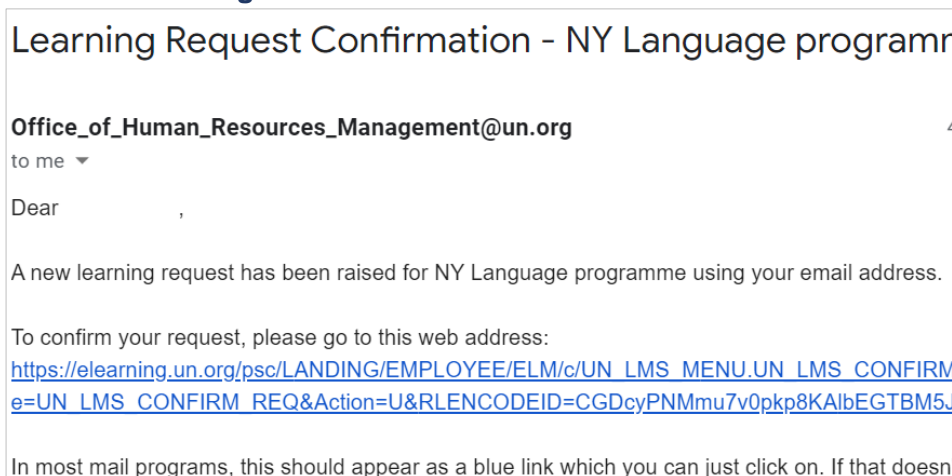 Learning Request Confirmation - NY Language
Office_of_Human_Resources_Management@un.org
to me
Dear ,
A new learning request has been raised for NY Language programme using your email address.
To confirm your request, please go to this web address:
https://elearning.un.org/psc/LANDING/EMPLOYEE/ELM/c/UN_LMS_MENU.UN_LMS_CONFIRM
e=UN_LMS_CONFIRM_REQ&Action=U&RLENCODEID=CGDcyPNMmu7v0pkp8KAlbEGTBM5J
In most mail programs, this should appear as a blue link which you can just click on. If that doesn